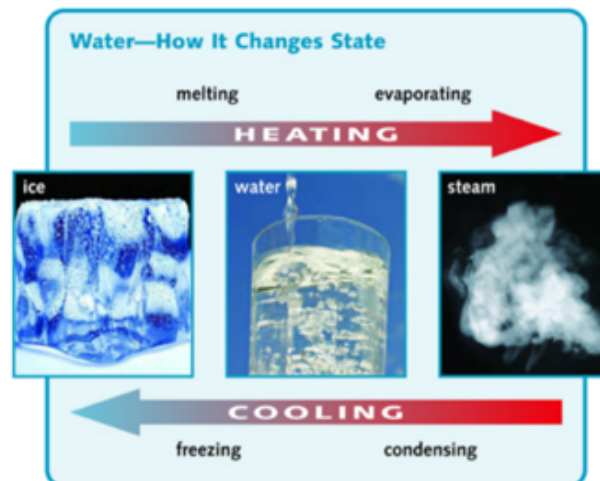 Water—How It Changes State
melting evaporating
HEATING
ice water steam
COOLING
freezing condensing